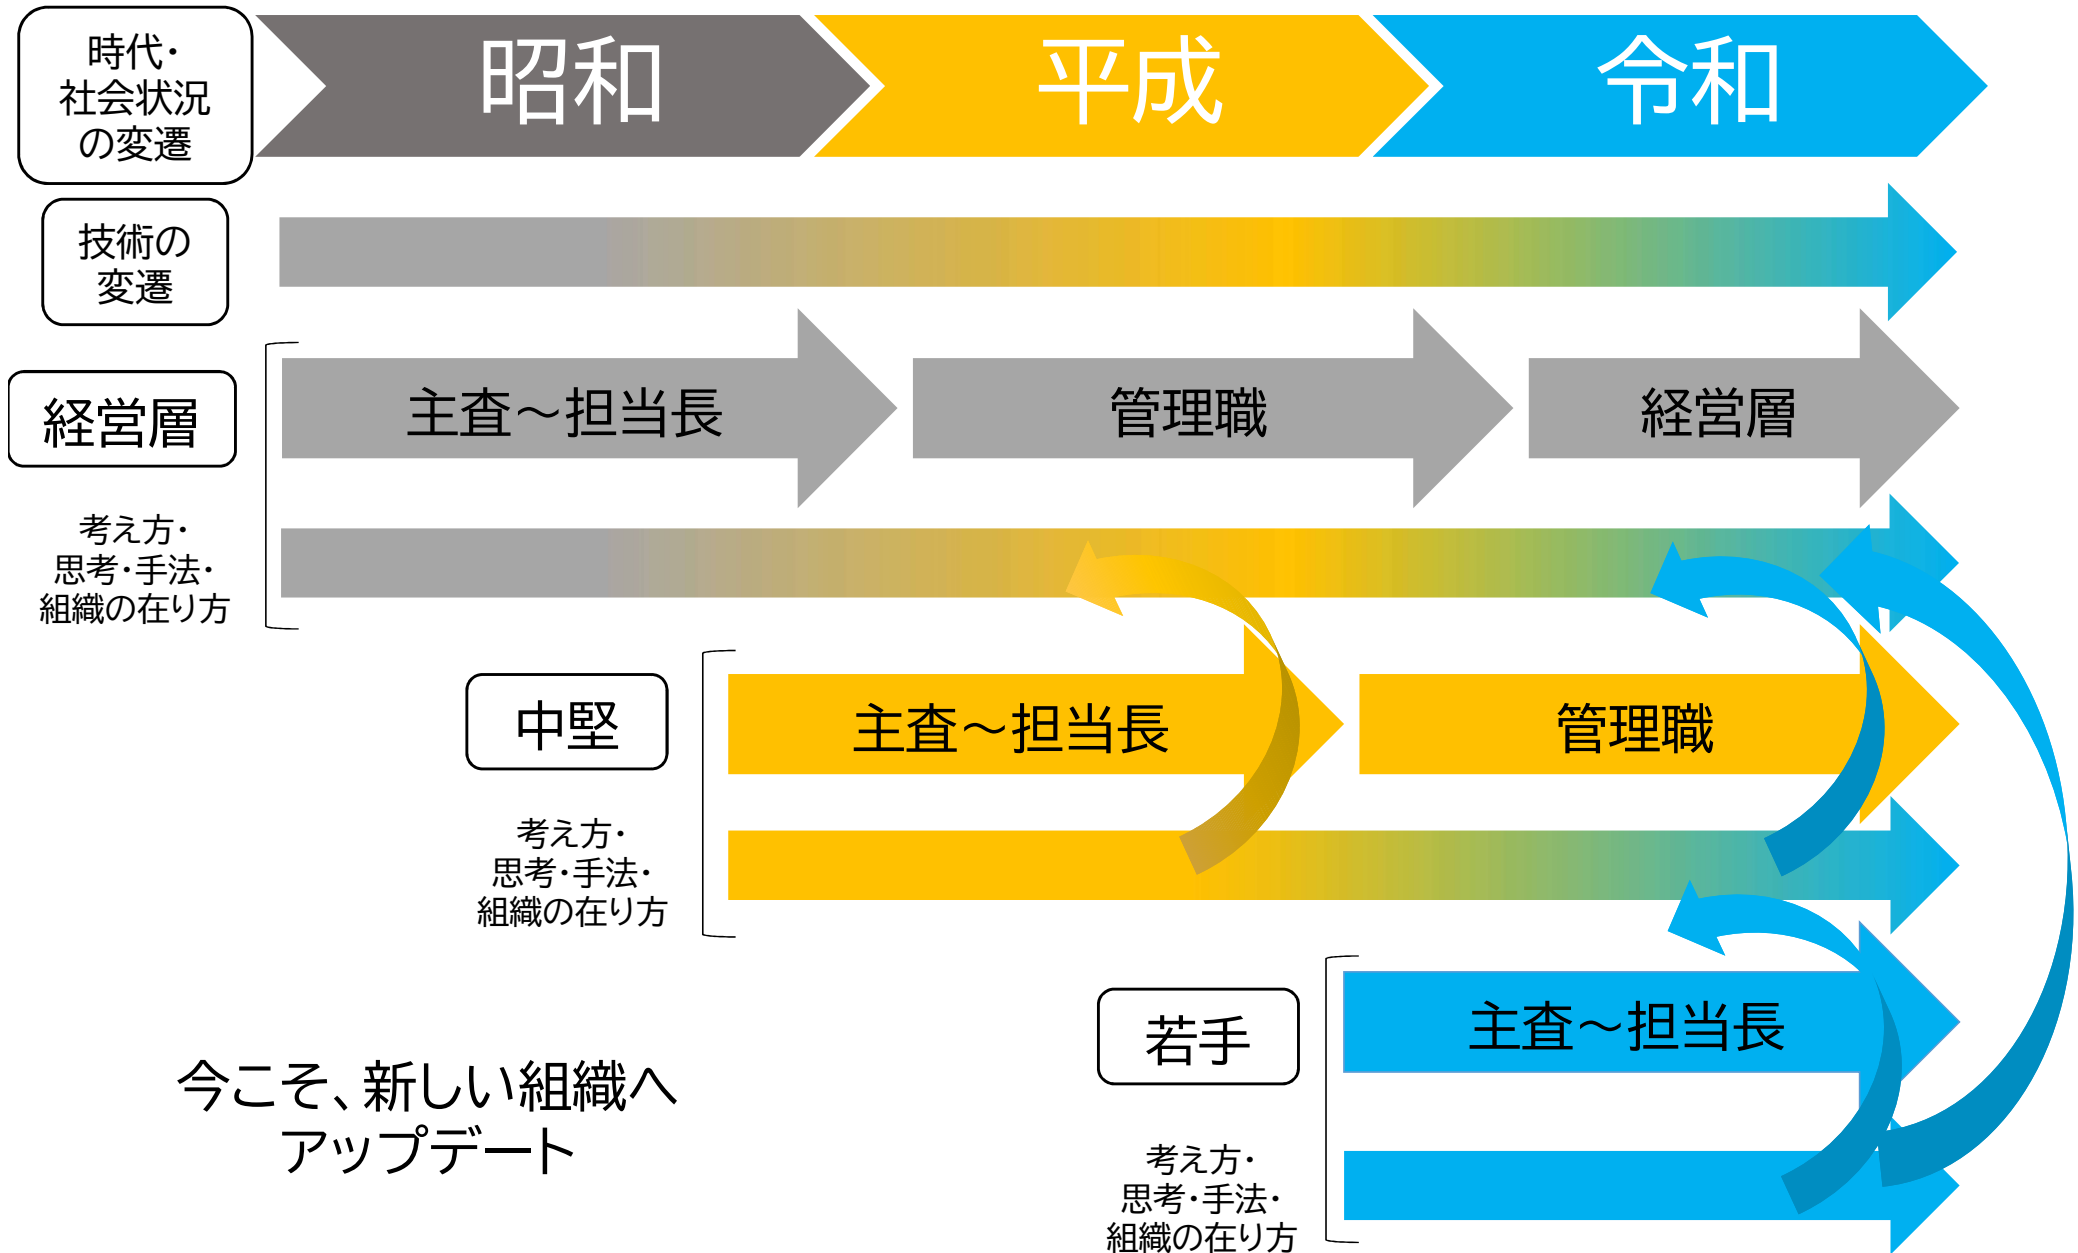 時代・
社会状況
の変遷
昭和
平成
令和
技術の
変遷
経営層
主査～担当長
管理職
経営層
考え方・
思考・手法・
組織の在り方
中堅
主査～担当長
管理職
考え方・
思考・手法・
組織の在り方
若手
主査～担当長
考え方・
思考・手法・
組織の在り方
今こそ、新しい組織へ
アップデート